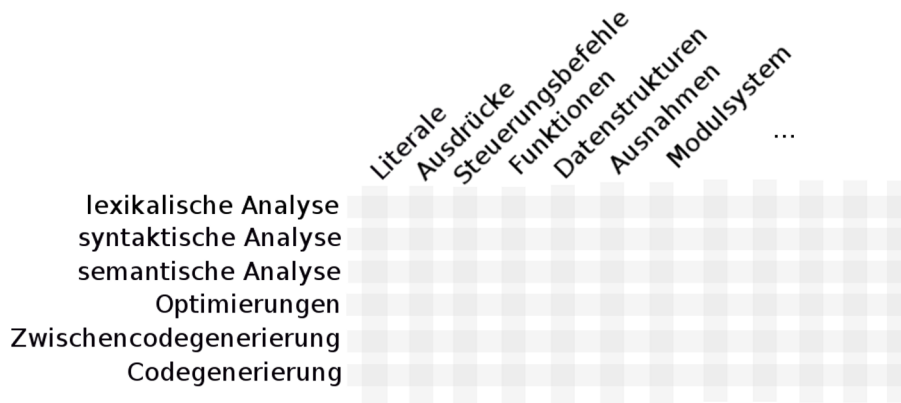 Literale
Ausdrücke
Steuerungsbefehle
Funktionen
Datenstrukturen
Ausnahmen
Modulsystem
...
lexikalische Analyse
syntaktische Analyse
semantische Analyse
Optimierungen
Zwischencodegenerierung
Codegenerierung